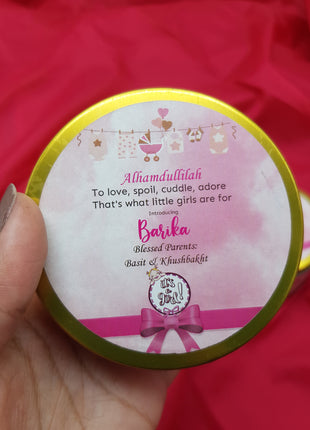 Alhamdullilah
To love, spoil, cuddle, adore
That's what little girls are for
Introducing
Barika
Blessed Parents:
Basit & Khushbakht
it's
a
girl!